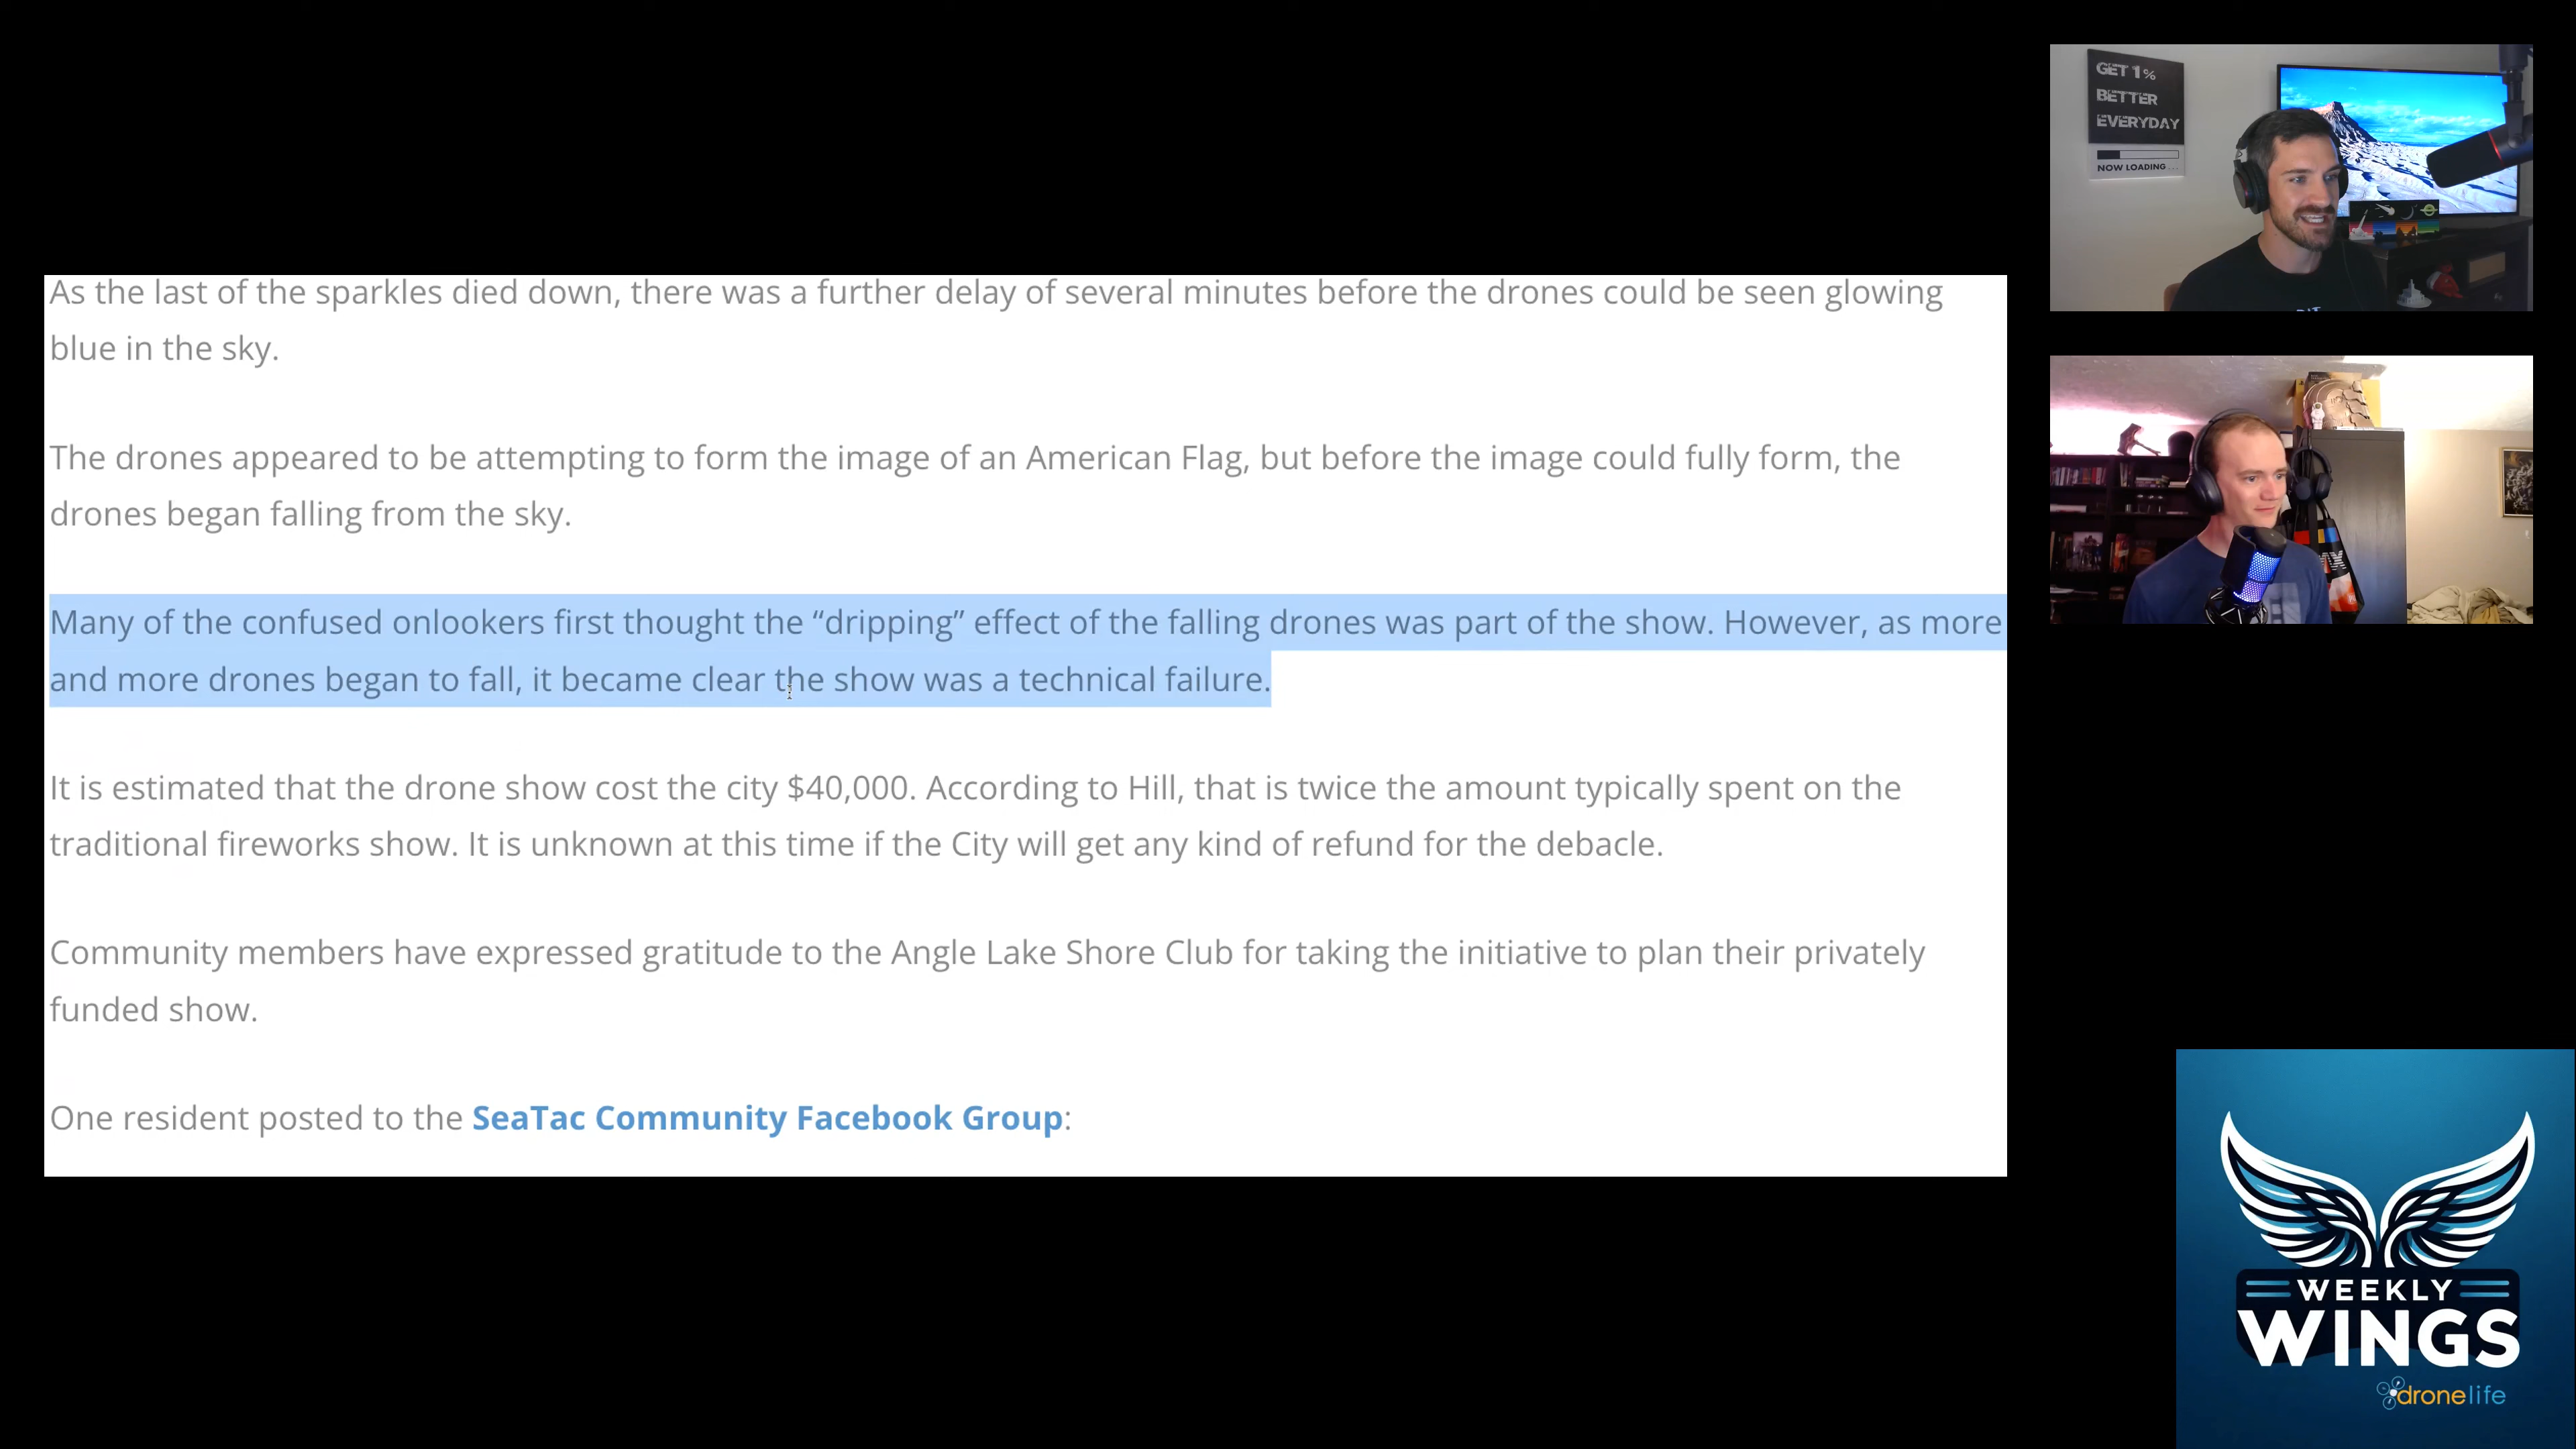 As the last of the sparkles died down, there was a further delay of several minutes before the drones could be seen glowing
blue in the sky.
The drones appeared to be attempting to form the image of an American Flag, but before the image could fully form, the
drones began falling from the sky.
Many of the confused onlookers first thought the “dripping” effect of the falling drones was part of the show. However, as more
and more drones began to fall, it became clear the show was a technical failure.
It is estimated that the drone show cost the city $40,000. According to Hill, that is twice the amount typically spent on the
traditional fireworks show. It is unknown at this time if the City will get any kind of refund for the debacle.
Community members have expressed gratitude to the Angle Lake Shore Club for taking the initiative to plan their privately
funded show.
One resident posted to the SeaTac Community Facebook Group:
GET 1%
BETTER
EVERYDAY
NOW LOADING...
WEEKLY
WINGS
dronelife